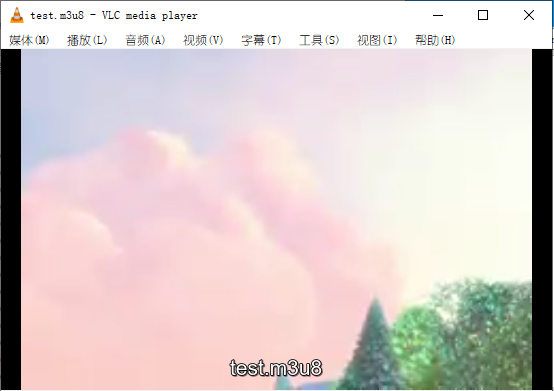 test.m3u8 - VLC media player
媒体(M) 播放(L) 音频(A) 视频(V) 字幕(T) 工具(S) 视图(I) 帮助(H)
test.m3u8